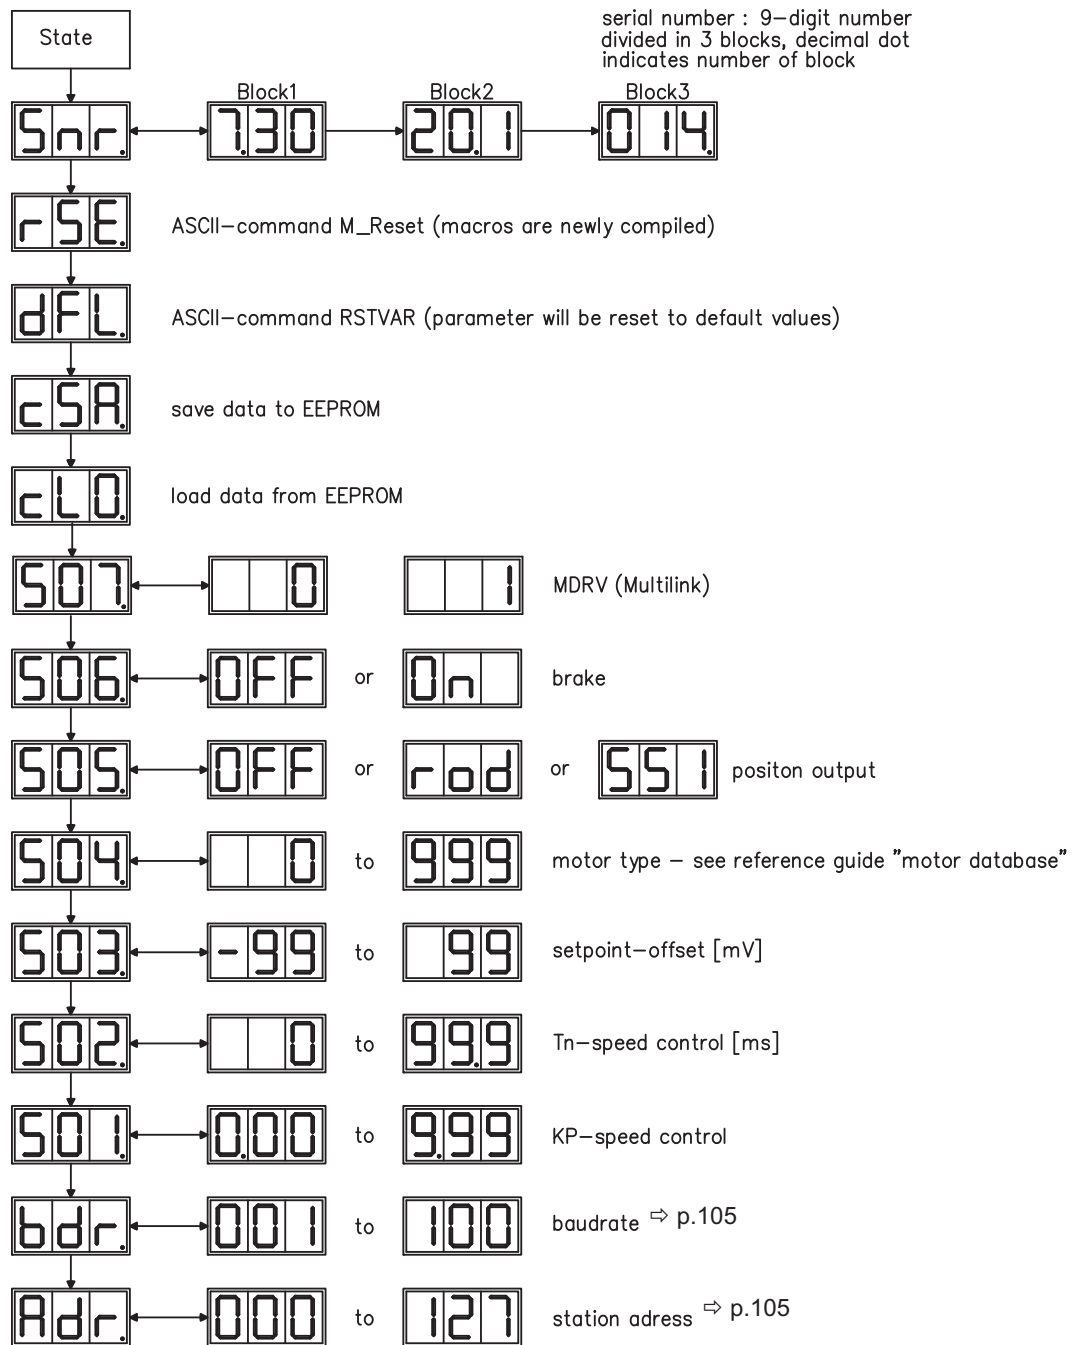 State
serial number : 9-digit number
divided in 3 blocks, decimal dot
indicates number of block
Block1 Block2 Block3
Snr. 7.30 20.1 014.
rSE. ASCII-command M_Reset (macros are newly compiled)
dFL. ASCII-command RSTVAR (parameter will be reset to default values)
cSA. save data to EEPROM
cLO. load data from EEPROM
S07. 0 1 MDRV (Multilink)
S06. OFF or On brake
S05. OFF or rod or SSI positon output
S04. 0 to 999 motor type - see reference guide "motor database"
S03. -99 to 99 setpoint-offset [mV]
S02. 0 to 99.9 Tn-speed control [ms]
S01. 0.00 to 9.99 KP-speed control
bdr. 001 to 100 baudrate ⇨ p.105
Adr. 000 to 127 station adress ⇨ p.105